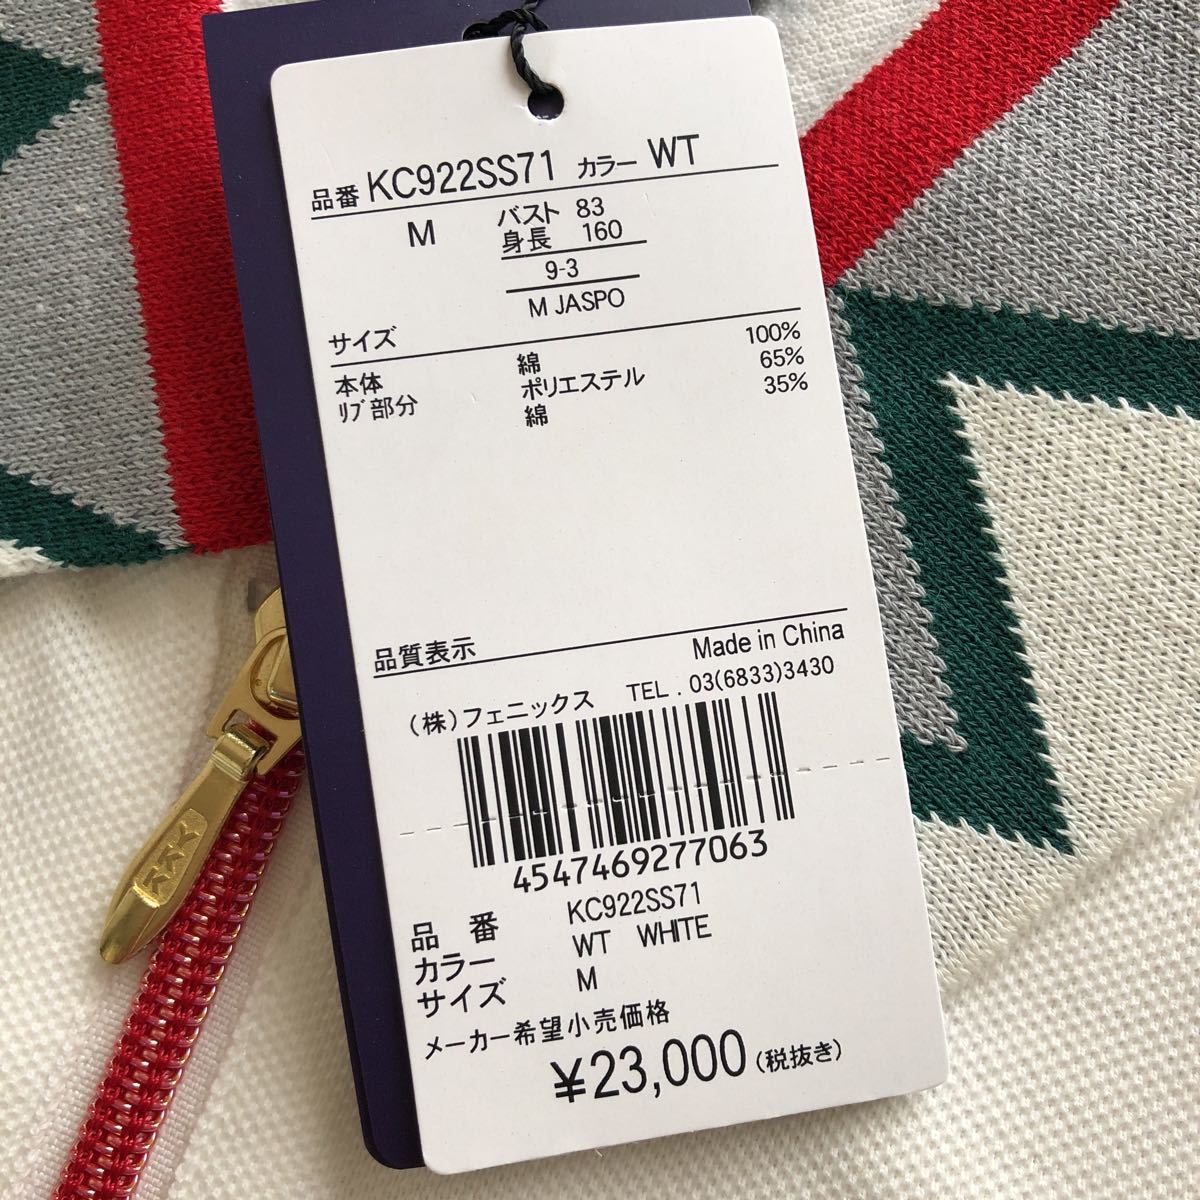 品番 KC922SS71 カラー WT
M バスト 83
身長 160
9-3
M JASPO
サイズ
本体 綿 100%
リブ部分 ポリエステル 65%
綿 35%
品質表示 Made in China
(株)フェニックス TEL . 03(6833)3430
4547469277063
品 番 KC922SS71
カラー WT WHITE
サイズ M
メーカー希望小売価格
¥23,000(税抜き)
YKK